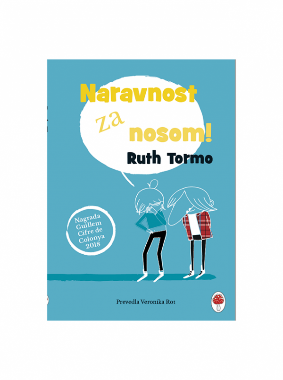 Naravnost
za
nosom!
Ruth Tormo
Nagrada
Guillem
Cifre de
Colonya
2018
Prevedla Veronika Rot